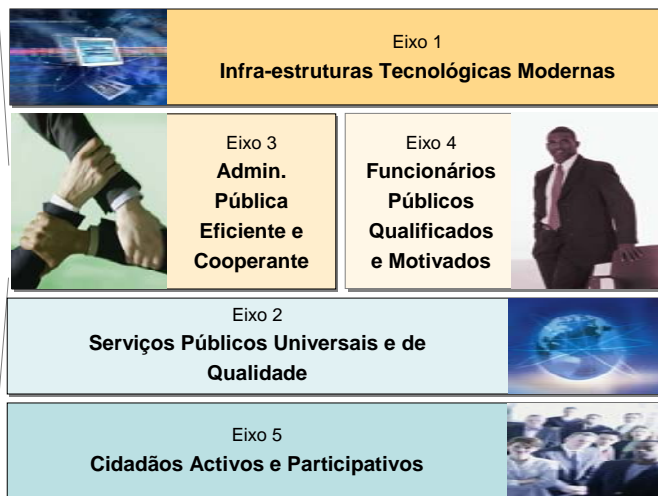 Eixo 1
Infra-estruturas Tecnológicas Modernas
Eixo 3
Admin.
Pública
Eficiente e
Cooperante
Eixo 4
Funcionários
Públicos
Qualificados
e Motivados
Eixo 2
Serviços Públicos Universais e de
Qualidade
Eixo 5
Cidadãos Activos e Participativos